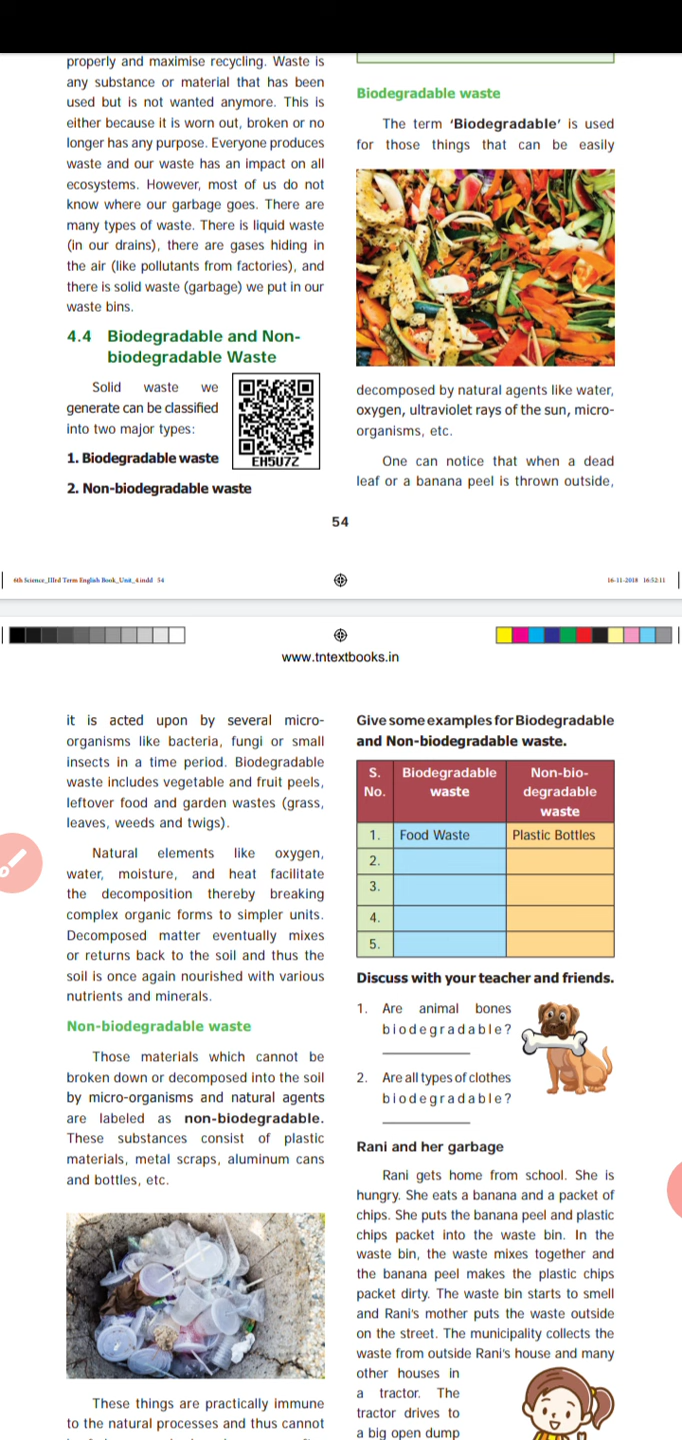 properly and maximise recycling. Waste is
any substance or material that has been
used but is not wanted anymore. This is
either because it is worn out, broken or no
longer has any purpose. Everyone produces
waste and our waste has an impact on all
ecosystems. However, most of us do not
know where our garbage goes. There are
many types of waste. There is liquid waste
(in our drains), there are gases hiding in
the air (like pollutants from factories), and
there is solid waste (garbage) we put in our
waste bins.
4.4 Biodegradable and Non-
biodegradable Waste
Solid waste we
generate can be classified
into two major types:
EH5U7Z
1. Biodegradable waste
2. Non-biodegradable waste
Biodegradable waste
The term ‘Biodegradable’ is used
for those things that can be easily
decomposed by natural agents like water,
oxygen, ultraviolet rays of the sun, micro-
organisms, etc.
One can notice that when a dead
leaf or a banana peel is thrown outside,
54
6th Science_IIIrd Term English Book_Unit_4.indd 54
16-11-2018 16:52:11
www.tntextbooks.in
it is acted upon by several micro-
organisms like bacteria, fungi or small
insects in a time period. Biodegradable
waste includes vegetable and fruit peels,
leftover food and garden wastes (grass,
leaves, weeds and twigs).
Natural elements like oxygen,
water, moisture, and heat facilitate
the decomposition thereby breaking
complex organic forms to simpler units.
Decomposed matter eventually mixes
or returns back to the soil and thus the
soil is once again nourished with various
nutrients and minerals.
Non-biodegradable waste
Those materials which cannot be
broken down or decomposed into the soil
by micro-organisms and natural agents
are labeled as non-biodegradable.
These substances consist of plastic
materials, metal scraps, aluminum cans
and bottles, etc.
These things are practically immune
to the natural processes and thus cannot
Give some examples for Biodegradable
and Non-biodegradable waste.
S. No. Biodegradable waste Non-bio-degradable waste
1. Food Waste Plastic Bottles
2.
3.
4.
5.
Discuss with your teacher and friends.
1. Are animal bones
biodegradable?
2. Are all types of clothes
biodegradable?
Rani and her garbage
Rani gets home from school. She is
hungry. She eats a banana and a packet of
chips. She puts the banana peel and plastic
chips packet into the waste bin. In the
waste bin, the waste mixes together and
the banana peel makes the plastic chips
packet dirty. The waste bin starts to smell
and Rani's mother puts the waste outside
on the street. The municipality collects the
waste from outside Rani's house and many
other houses in
a tractor. The
tractor drives to
a big open dump